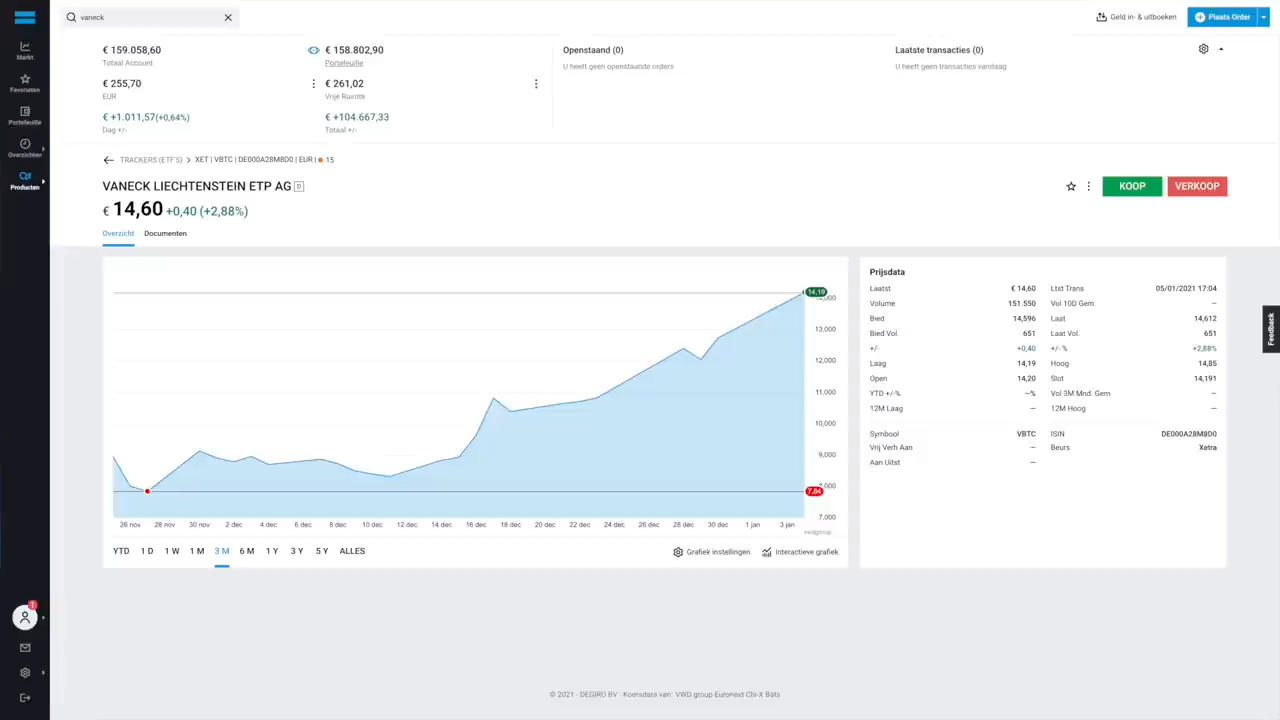 vaneck
Geld in- & uitboeken
Plaats Order
Markt
Favorieten
Portefeuille
Overzichten
Producten
1
€ 159.058,60
Totaal Account
€ 158.802,90
Portefeuille
€ 255,70
EUR
€ 261,02
Vrije Ruimte
€ +1.011,57(+0,64%)
Dag +/-
€ +104.667,33
Totaal +/-
Openstaand (0)
U heeft geen openstaande orders
Laatste transacties (0)
U heeft geen transacties vandaag
TRACKERS (ETF'S) > XET | VBTC | DE000A28M8D0 | EUR | 15
VANECK LIECHTENSTEIN ETP AG D
€ 14,60 +0,40 (+2,88%)
KOOP VERKOOP
Overzicht Documenten
14,19
13,000
12,000
11,000
10,000
9,000
7,84
7,000
26 nov 28 nov 30 nov 2 dec 4 dec 6 dec 8 dec 10 dec 12 dec 14 dec 16 dec 18 dec 20 dec 22 dec 24 dec 26 dec 28 dec 30 dec 1 jan 3 jan
vwdgroup
YTD 1 D 1 W 1 M 3 M 6 M 1 Y 3 Y 5 Y ALLES
Grafiek instellingen Interactieve grafiek
Prijsdata
Laatst € 14,60 Ltst Trans 05/01/2021 17:04
Volume 151.550 Vol 10D Gem —
Bied 14,596 Laat 14,612
Bied Vol. 651 Laat Vol. 651
+/- +0,40 +/- % +2,88%
Laag 14,19 Hoog 14,85
Open 14,20 Slot 14,191
YTD +/-% —% Vol 3M Mnd. Gem —
12M Laag — 12M Hoog —
Symbool VBTC ISIN DE000A28M8D0
Vrij Verh Aan — Beurs Xetra
Aan Uitst —
Feedback
© 2021 - DEGIRO BV - Koersdata van: VWD group Euronext Chi-X Bats